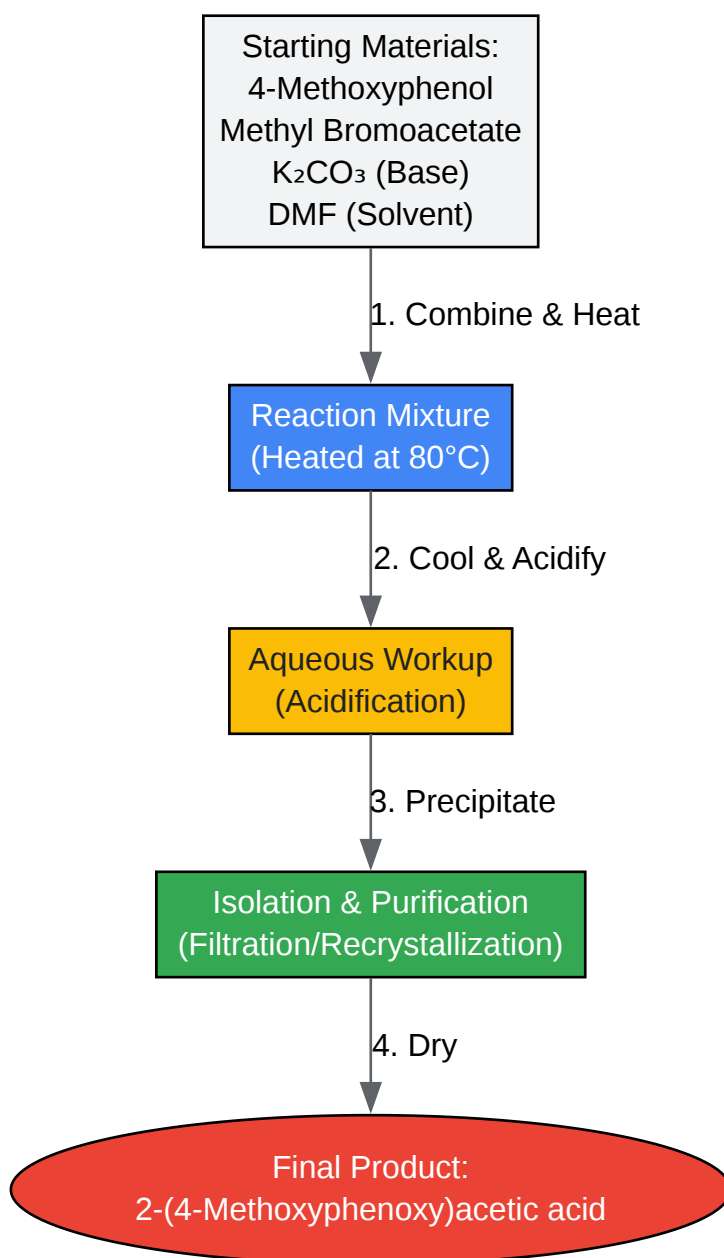 Starting Materials:
4-Methoxyphenol
Methyl Bromoacetate
K₂CO₃ (Base)
DMF (Solvent)
1. Combine & Heat
Reaction Mixture
(Heated at 80°C)
2. Cool & Acidify
Aqueous Workup
(Acidification)
3. Precipitate
Isolation & Purification
(Filtration/Recrystallization)
4. Dry
Final Product:
2-(4-Methoxyphenoxy)acetic acid